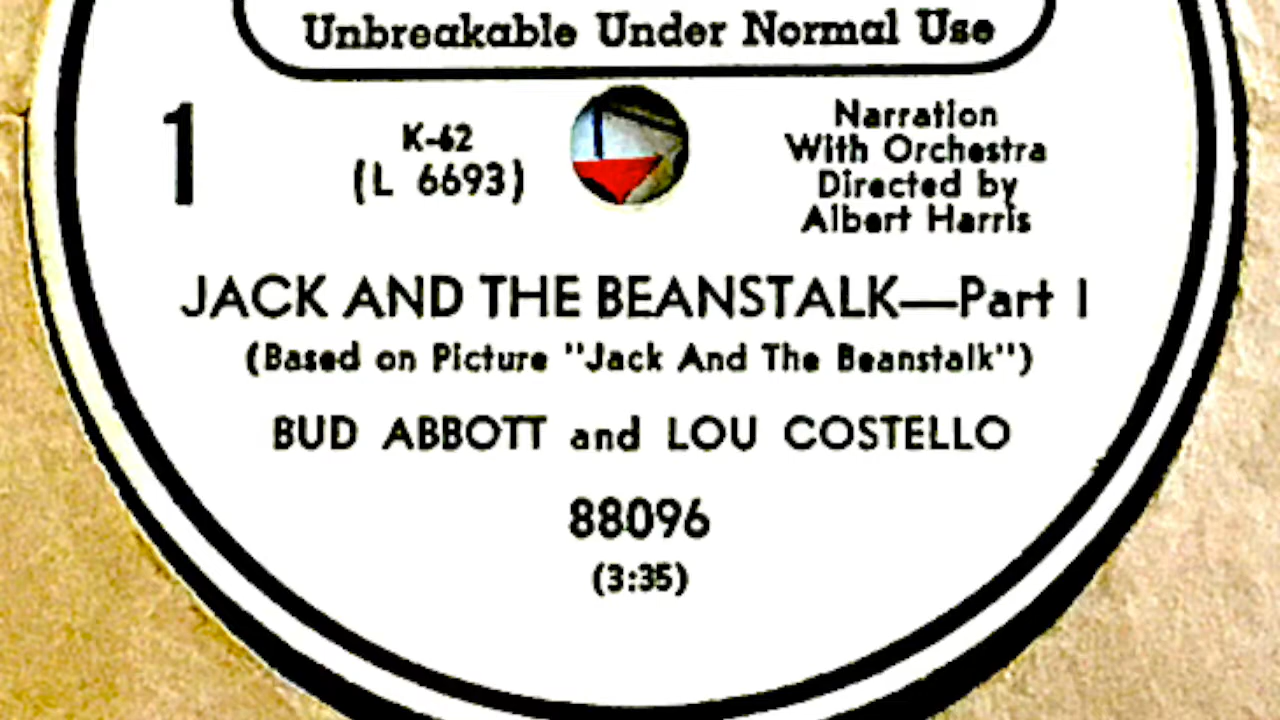 Unbreakable Under Normal Use
1
K-62
(L 6693)
Narration
With Orchestra
Directed by
Albert Harris
JACK AND THE BEANSTALK—Part 1
(Based on Picture "Jack And The Beanstalk")
BUD ABBOTT and LOU COSTELLO
88096
(3:35)